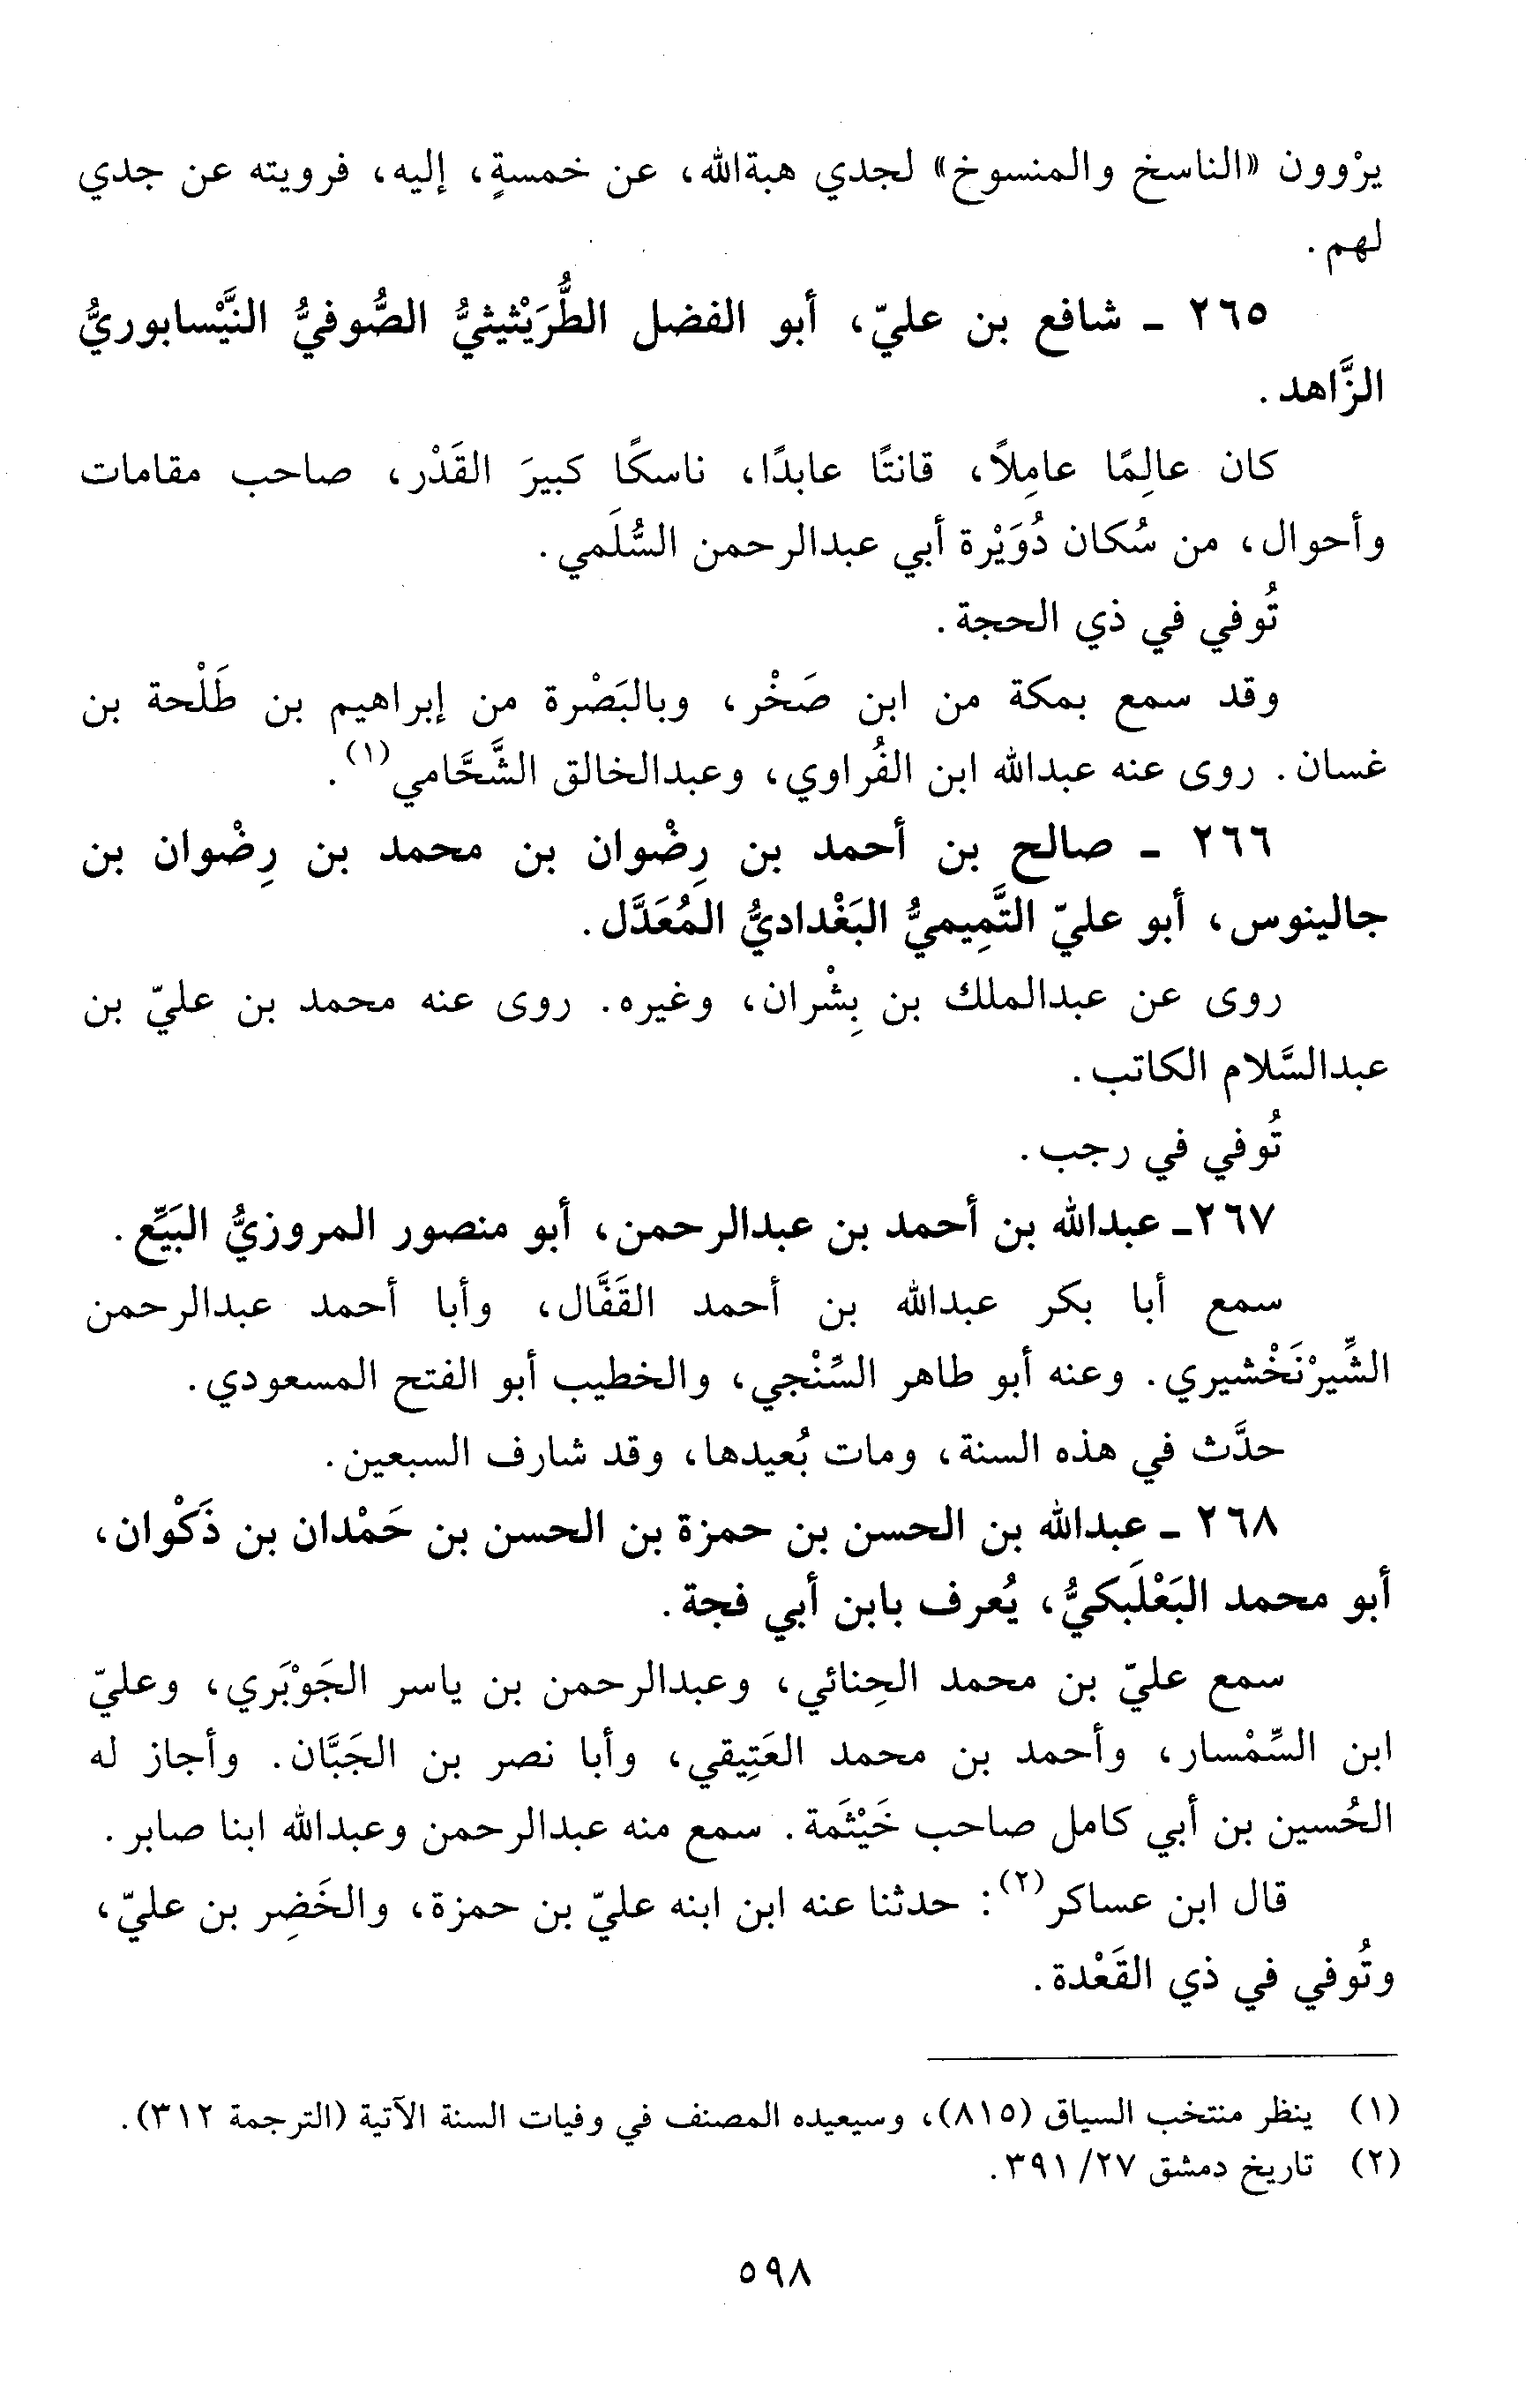 يرْوون «الناسخ والمنسوخ» لجدي هبةالله، عن خمسةٍ، إليه، فرويته عن جدي
لهم.
٢٦٥ ـ شافع بن عليّ، أبو الفضل الطُّرَيْثيثيُّ الصُّوفيُّ النَّيْسابوريُّ
الزَّاهد.
كان عالِمًا عامِلاً، قانتًا عابدًا، ناسكًا كبيرَ القَدْر، صاحب مقامات
وأحوال، من سُكان دُوَيْرة أبي عبدالرحمن السُّلَمي.
تُوفي في ذي الحجة.
وقد سمع بمكة من ابن صَخْر، وبالبَصْرة من إبراهيم بن طَلْحة بن
غسان. روى عنه عبدالله ابن الفُراوي، وعبدالخالق الشَّحَّامي(١).
٢٦٦ ـ صالح بن أحمد بن رِضْوان بن محمد بن رِضْوان بن
جالينوس، أبو عليّ التَّمِيميُّ البَغْداديُّ المُعَدَّل.
روى عن عبدالملك بن بِشْران، وغيره. روى عنه محمد بن عليّ بن
عبدالسَّلام الكاتب.
تُوفي في رجب.
٢٦٧ـ عبدالله بن أحمد بن عبدالرحمن، أبو منصور المروزيُّ البَيِّع.
سمع أبا بكر عبدالله بن أحمد القَفَّال، وأبا أحمد عبدالرحمن
الشِّيرْنَخْشيري. وعنه أبو طاهر السِّنْجي، والخطيب أبو الفتح المسعودي.
حدَّث في هذه السنة، ومات بُعيدها، وقد شارف السبعين.
٢٦٨ ـ عبدالله بن الحسن بن حمزة بن الحسن بن حَمْدان بن ذَكْوان،
أبو محمد البَعْلَبكيُّ، يُعرف بابن أبي فجة.
سمع عليّ بن محمد الحِنائي، وعبدالرحمن بن ياسر الجَوْبَري، وعليّ
ابن السِّمْسار، وأحمد بن محمد العَتِيقي، وأبا نصر بن الجَبَّان. وأجاز له
الحُسين بن أبي كامل صاحب خَيْثَمة. سمع منه عبدالرحمن وعبدالله ابنا صابر.
قال ابن عساكر(٢): حدثنا عنه ابن ابنه عليّ بن حمزة، والخَضِر بن عليّ،
وتُوفي في ذي القَعْدة.
(١) ينظر منتخب السياق (٨١٥)، وسيعيده المصنف في وفيات السنة الآتية (الترجمة ٣١٢).
(٢) تاريخ دمشق ٢٧/ ٣٩١.
٥٩٨